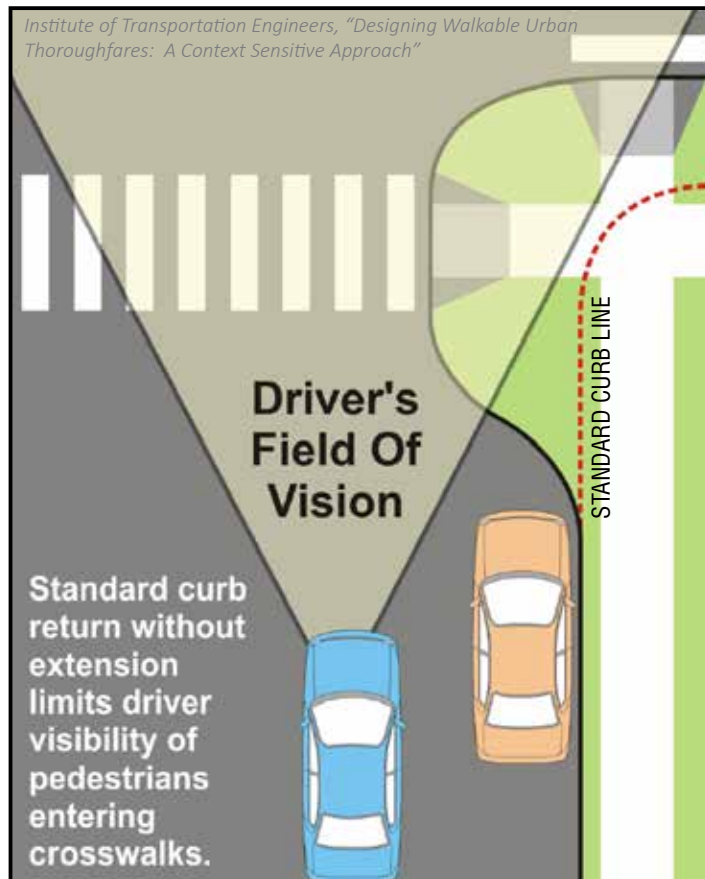 Institute of Transportation Engineers, “Designing Walkable Urban
Thoroughfares:  A Context Sensitive Approach”
Driver's
Field Of
Vision
STANDARD CURB LINE
Standard curb
return without
extension
limits driver
visibility of
pedestrians
entering
crosswalks.